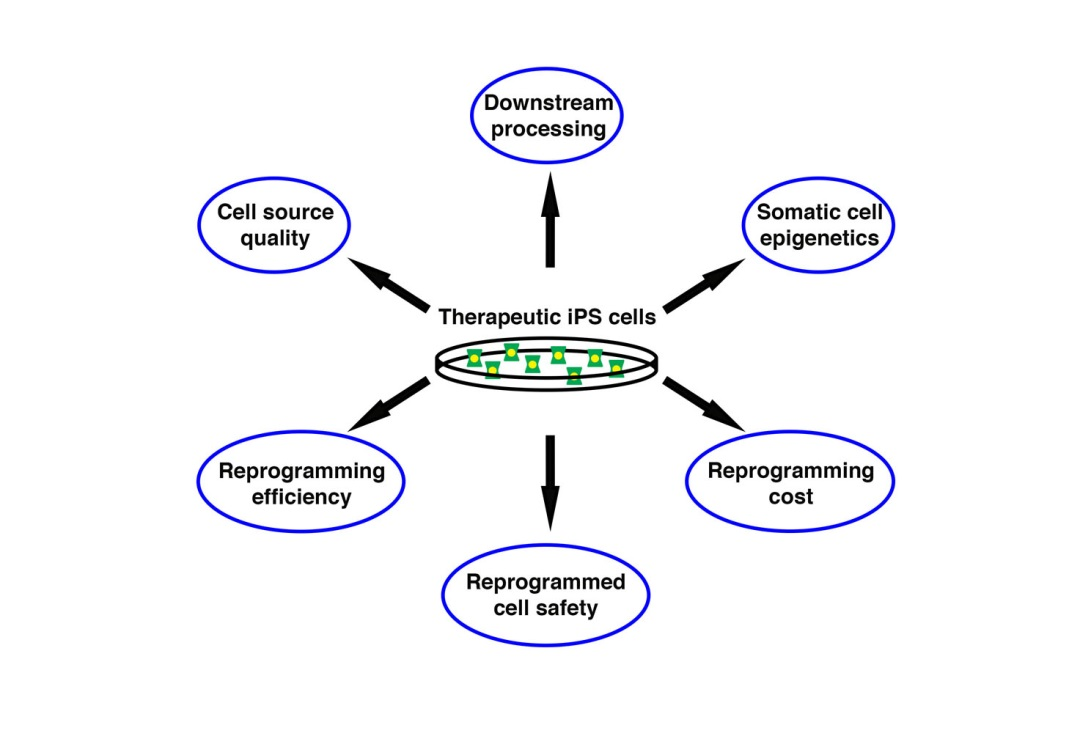 Downstream
processing
Cell source
quality
Somatic cell
epigenetics
Therapeutic iPS cells
Reprogramming
efficiency
Reprogramming
cost
Reprogrammed
cell safety